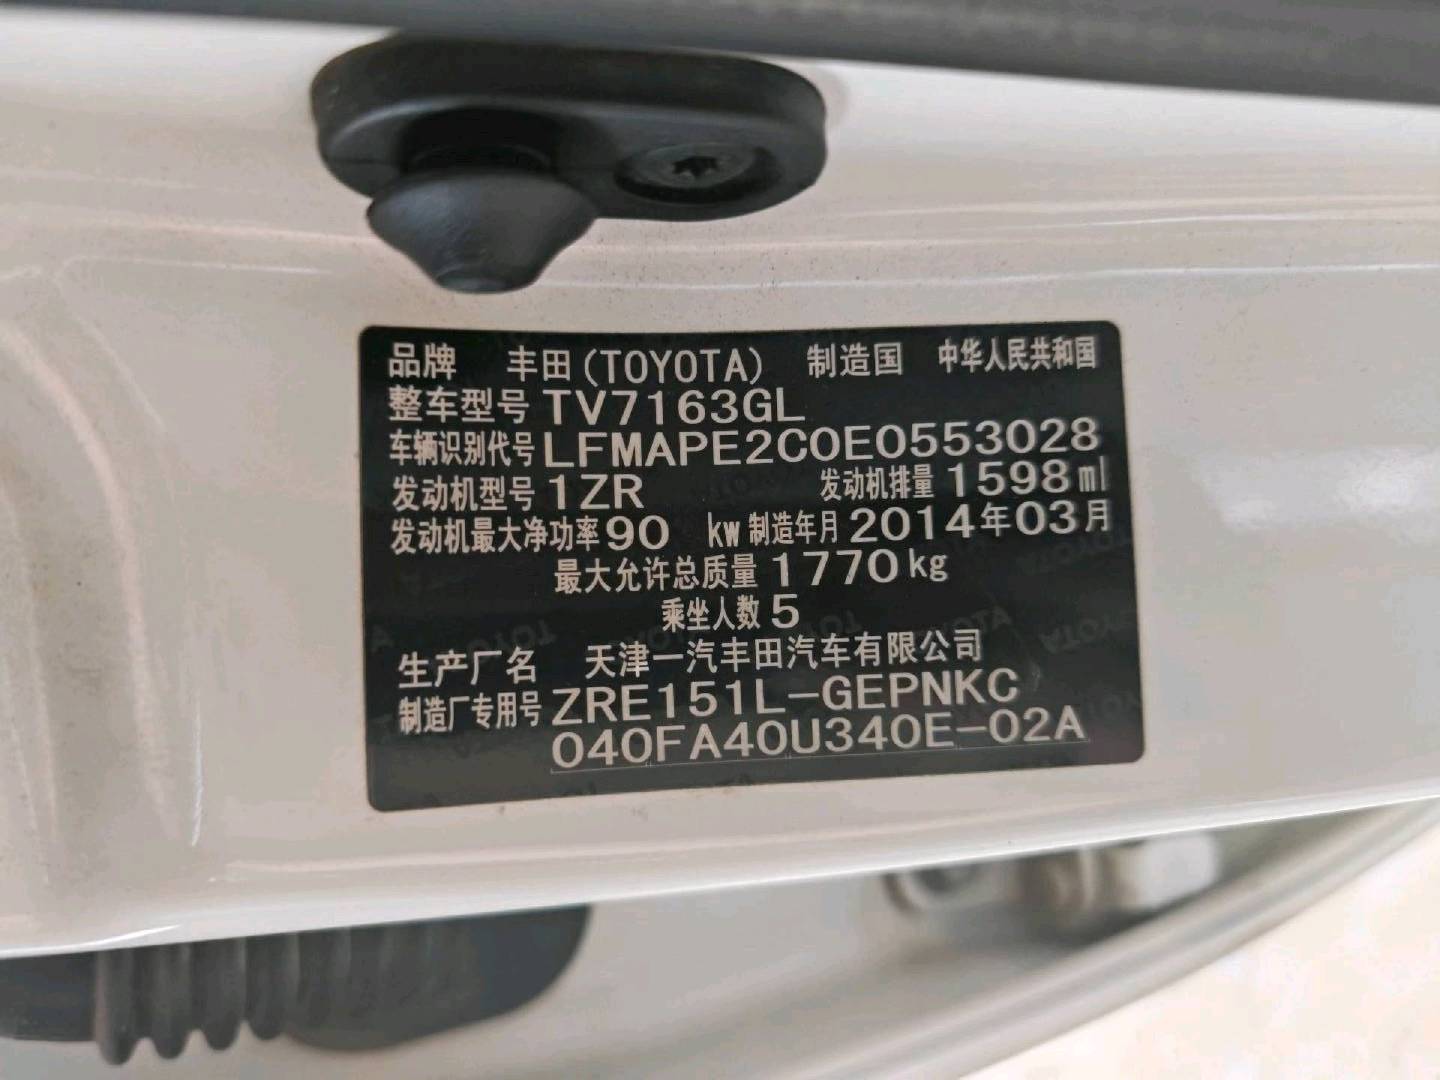 品牌 丰田(TOYOTA) 制造国 中华人民共和国
整车型号 TV7163GL
车辆识别代号 LFMAPE2C0E0553028
发动机型号 1ZR 发动机排量 1598 ml
发动机最大净功率 90 kw 制造年月 2014年03月
最大允许总质量 1770 kg
乘坐人数 5
生产厂名 天津一汽丰田汽车有限公司
制造厂专用号 ZRE151L-GEPNKC
040FA40U340E-02A